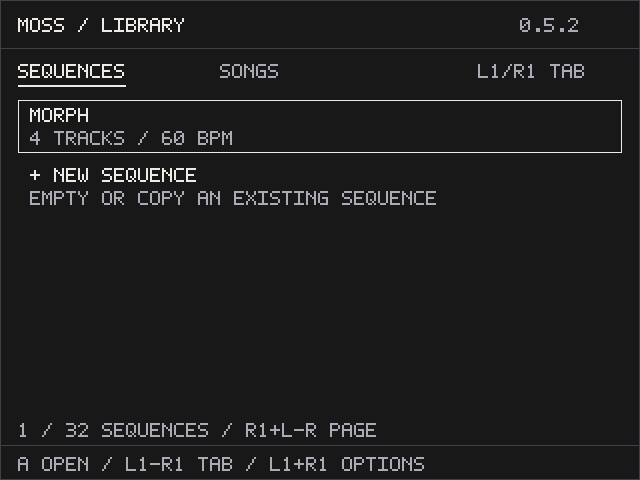 MOSS / LIBRARY 0.5.2
SEQUENCES SONGS L1/R1 TAB
MORPH
4 TRACKS / 60 BPM
+ NEW SEQUENCE
EMPTY OR COPY AN EXISTING SEQUENCE
1 / 32 SEQUENCES / R1+L-R PAGE
A OPEN / L1-R1 TAB / L1+R1 OPTIONS